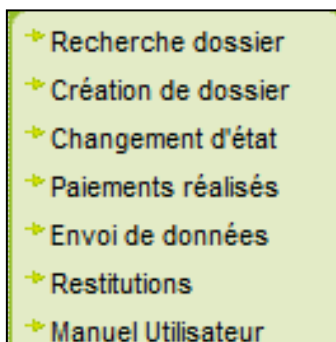 Recherche dossier
Création de dossier
Changement d'état
Paiements réalisés
Envoi de données
Restitutions
Manuel Utilisateur